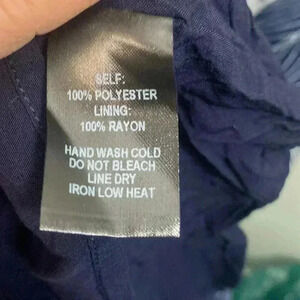 SELF:
100% POLYESTER
LINING:
100% RAYON
HAND WASH COLD
DO NOT BLEACH
LINE DRY
IRON LOW HEAT